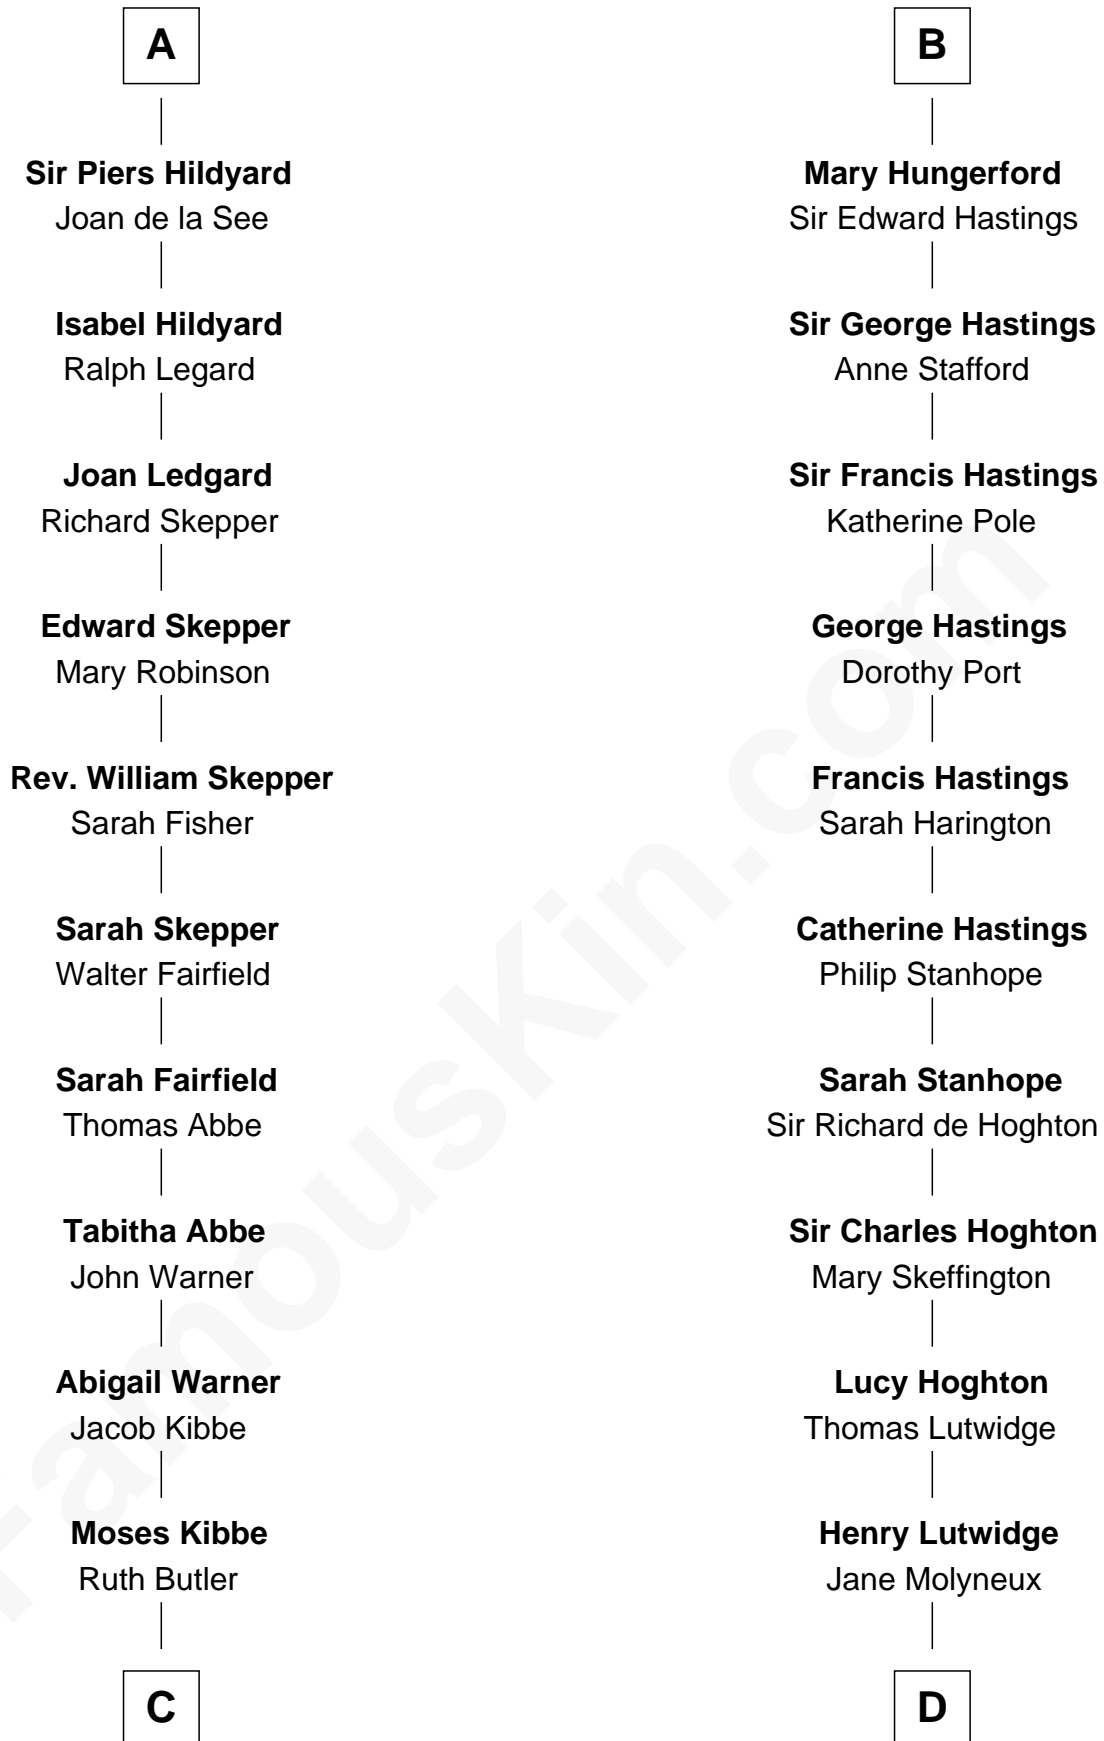 A
Sir Piers Hildyard
Joan de la See
Isabel Hildyard
Ralph Legard
Joan Ledgard
Richard Skepper
Edward Skepper
Mary Robinson
Rev. William Skepper
Sarah Fisher
Sarah Skepper
Walter Fairfield
Sarah Fairfield
Thomas Abbe
Tabitha Abbe
John Warner
Abigail Warner
Jacob Kibbe
Moses Kibbe
Ruth Butler
C
B
Mary Hungerford
Sir Edward Hastings
Sir George Hastings
Anne Stafford
Sir Francis Hastings
Katherine Pole
George Hastings
Dorothy Port
Francis Hastings
Sarah Harington
Catherine Hastings
Philip Stanhope
Sarah Stanhope
Sir Richard de Hoghton
Sir Charles Hoghton
Mary Skeffington
Lucy Hoghton
Thomas Lutwidge
Henry Lutwidge
Jane Molyneux
D
FamousKin.com